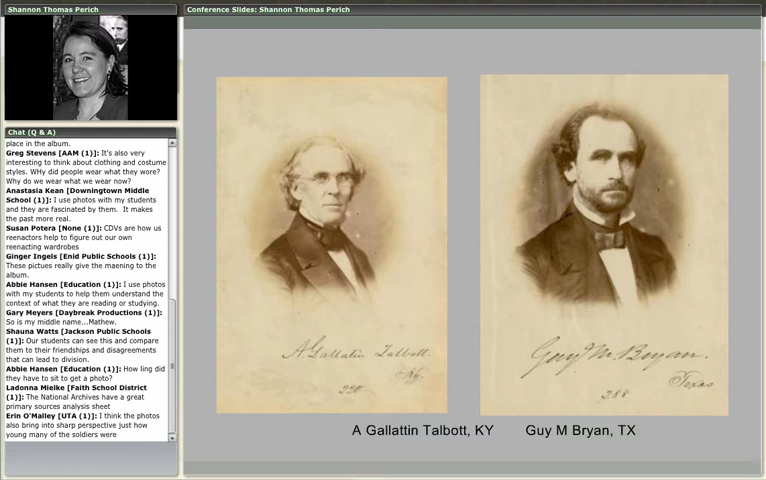 Shannon Thomas Perich
Conference Slides: Shannon Thomas Perich
Chat (Q & A)
place in the album.
Greg Stevens [AAM (1)]: It's also very
interesting to think about clothing and costume
styles. WHy did people wear what they wore?
Why do we wear what we wear now?
Anastasia Kean [Downingtown Middle
School (1)]: I use photos with my students
and they are fascinated by them. It makes
the past more real.
Susan Potera [None (1)]: CDVs are how us
reenactors help to figure out our own
reenacting wardrobes
Ginger Ingels [Enid Public Schools (1)]:
These pictures really give the maening to the
album.
Abbie Hansen [Education (1)]: I use photos
with my students to help them understand the
context of what they are reading or studying.
Gary Meyers [Daybreak Productions (1)]:
So is my middle name...Mathew.
Shauna Watts [Jackson Public Schools
(1)]: Our students can see this and compare
them to their friendships and disagreements
that can lead to division.
Abbie Hansen [Education (1)]: How ling did
they have to sit to get a photo?
Ladonna Mielke [Faith School District
(1)]: The National Archives have a great
primary sources analysis sheet
Erin O'Malley [UTA (1)]: I think the photos
also bring into sharp perspective just how
young many of the soldiers were
A Gallatin Talbott.
Ky.
228
Guy M. Bryan.
Texas
288
A Gallattin Talbott, KY
Guy M Bryan, TX